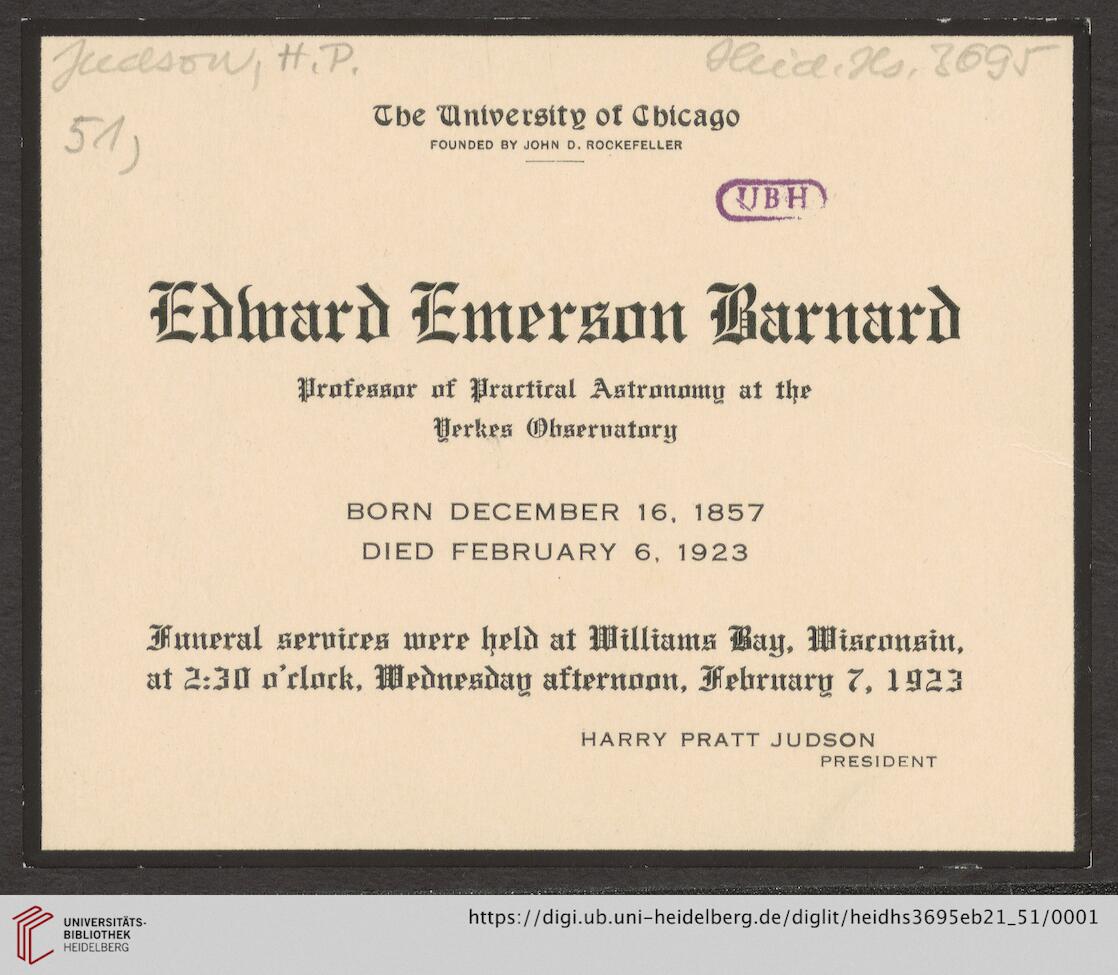 Judson, H.P.
Heid. Hs. 3695
51,
The University of Chicago
FOUNDED BY JOHN D. ROCKEFELLER
UBH
Edward Emerson Barnard
Professor of Practical Astronomy at the
Yerkes Observatory
BORN DECEMBER 16, 1857
DIED FEBRUARY 6, 1923
Funeral services were held at Williams Bay, Wisconsin,
at 2:30 o'clock, Wednesday afternoon, February 7, 1923
HARRY PRATT JUDSON
PRESIDENT
UNIVERSITÄTS-
BIBLIOTHEK
HEIDELBERG
https://digi.ub.uni-heidelberg.de/diglit/heidhs3695eb21_51/0001